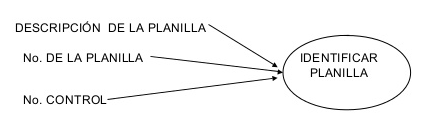 DESCRIPCIÓN DE LA PLANILLA
No. DE LA PLANILLA
No. CONTROL
IDENTIFICAR
PLANILLA